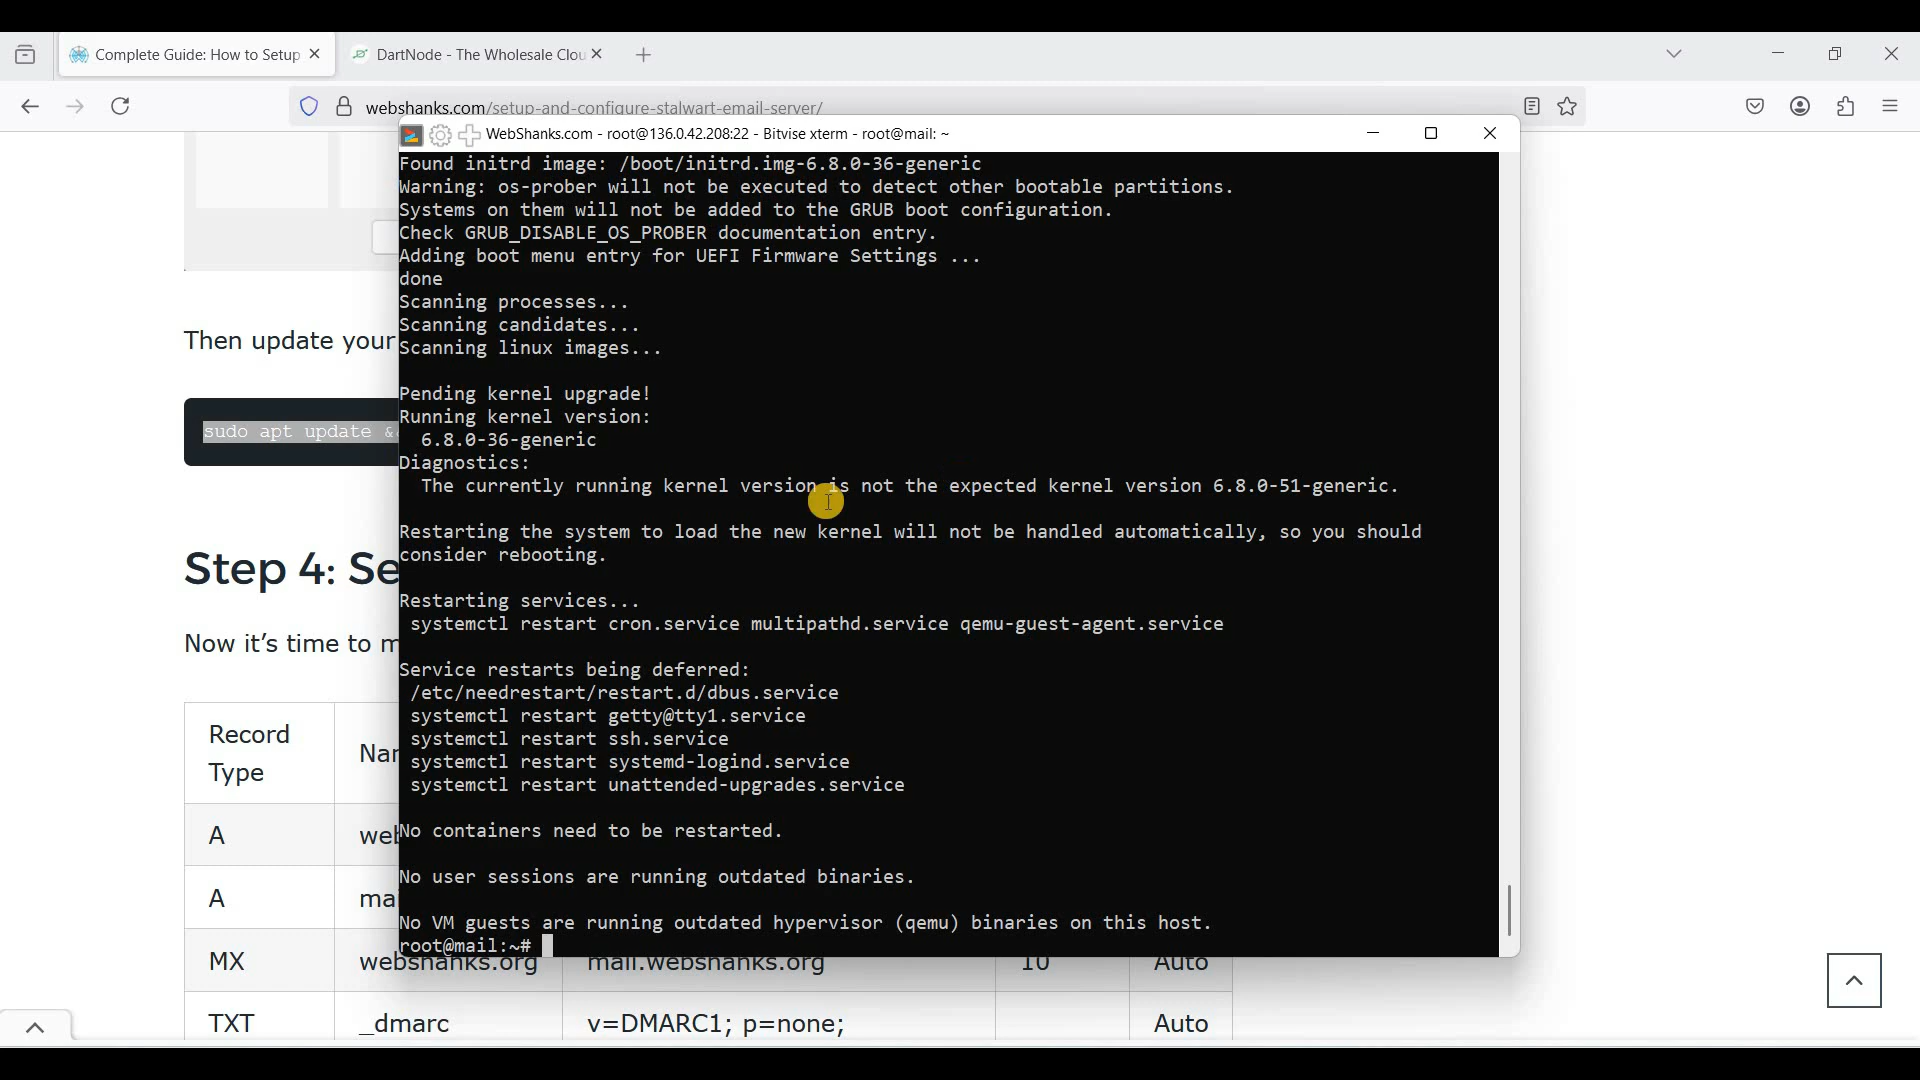 Complete Guide: How to Setup
DartNode - The Wholesale Clou
webshanks.com/setup-and-configure-stalwart-email-server/
WebShanks.com - root@136.0.42.208:22 - Bitvise xterm - root@mail: ~
Found initrd image: /boot/initrd.img-6.8.0-36-generic
Warning: os-prober will not be executed to detect other bootable partitions.
Systems on them will not be added to the GRUB boot configuration.
Check GRUB_DISABLE_OS_PROBER documentation entry.
Adding boot menu entry for UEFI Firmware Settings ...
done
Scanning processes...
Scanning candidates...
Scanning linux images...
Pending kernel upgrade!
Running kernel version:
6.8.0-36-generic
Diagnostics:
The currently running kernel version is not the expected kernel version 6.8.0-51-generic.
Restarting the system to load the new kernel will not be handled automatically, so you should
consider rebooting.
Restarting services...
systemctl restart cron.service multipathd.service qemu-guest-agent.service
Service restarts being deferred:
/etc/needrestart/restart.d/dbus.service
systemctl restart getty@tty1.service
systemctl restart ssh.service
systemctl restart systemd-logind.service
systemctl restart unattended-upgrades.service
No containers need to be restarted.
No user sessions are running outdated binaries.
No VM guests are running outdated hypervisor (qemu) binaries on this host.
root@mail:~#
Then update your
sudo apt update &
Step 4: Se
Now it's time to m
Record
Type
Nar
A
web
A
ma
MX webshanks.org mail.webshanks.org 10 Auto
TXT _dmarc v=DMARC1; p=none; Auto